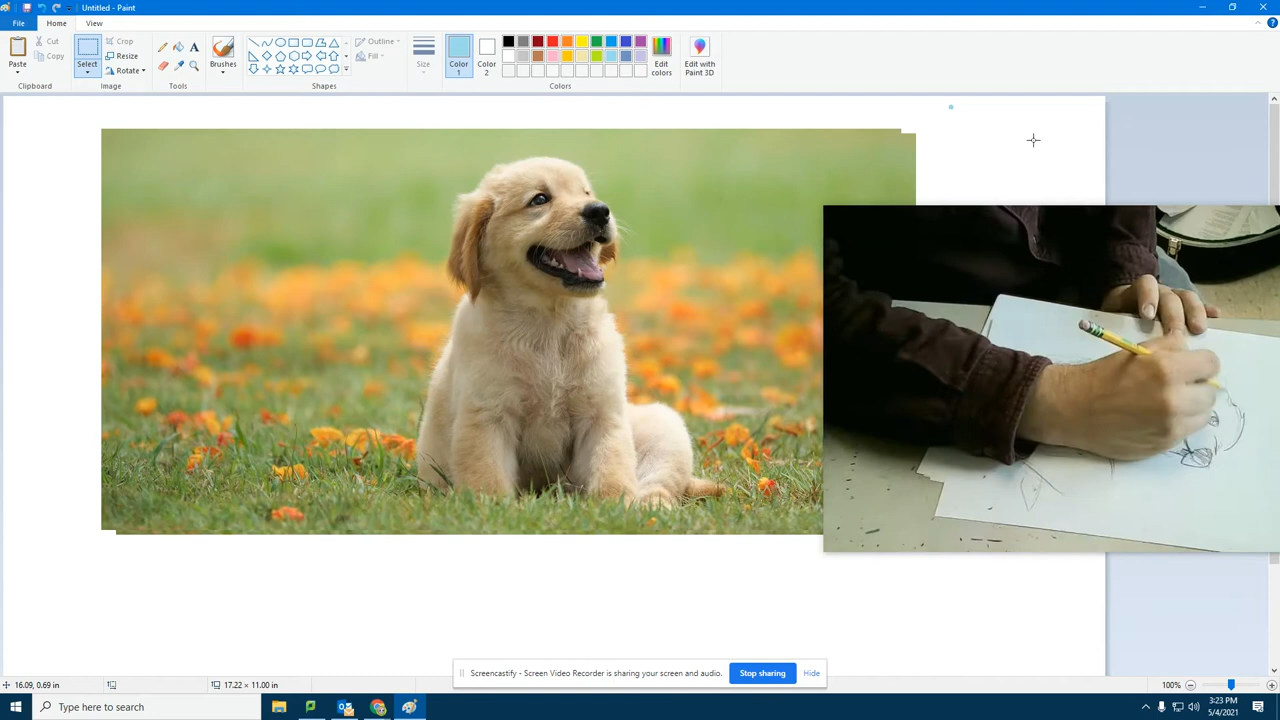 Untitled - Paint
File
Home
View
Paste
Cut
Copy
Clipboard
Select
Crop
Resize
Rotate
Image
A
Tools
Brushes
Shapes
Outline
Fill
Size
Color 1
Color 2
Edit colors
Colors
Edit with Paint 3D
Screencastify - Screen Video Recorder is sharing your screen and audio.
Stop sharing
Hide
16.09, 0.69 in
17.22 × 11.00 in
100%
Type here to search
3:23 PM
5/4/2021